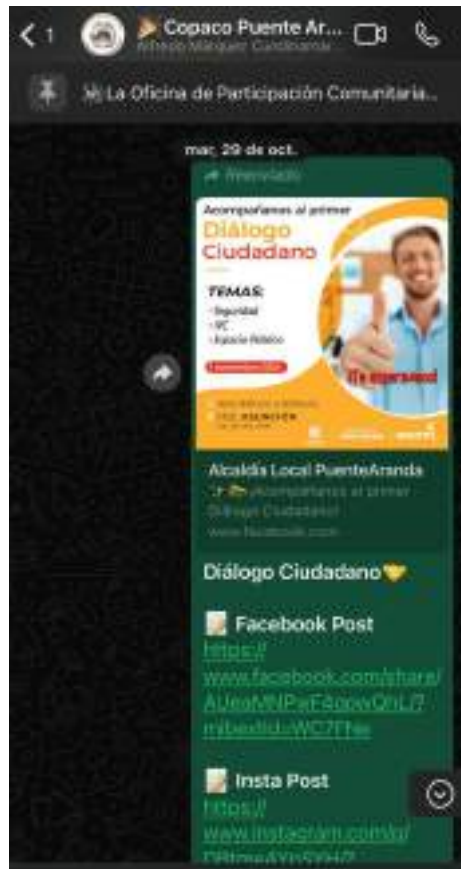 1
Copaco Puente Ar...
La Oficina de Participación Comunitaria...
mar, 29 de oct.
Reenviado
Acompáñanos al primer
Diálogo
Ciudadano
TEMAS:
- Seguridad
- IVC
- Espacio Público
¡Te esperamos!
Alcaldía Local PuenteAranda
¡Acompáñanos al primer
Diálogo Ciudadano!
www.facebook.com
Diálogo Ciudadano
Facebook Post
https://
www.facebook.com/share/
Insta Post
https://
www.instagram.com/p/